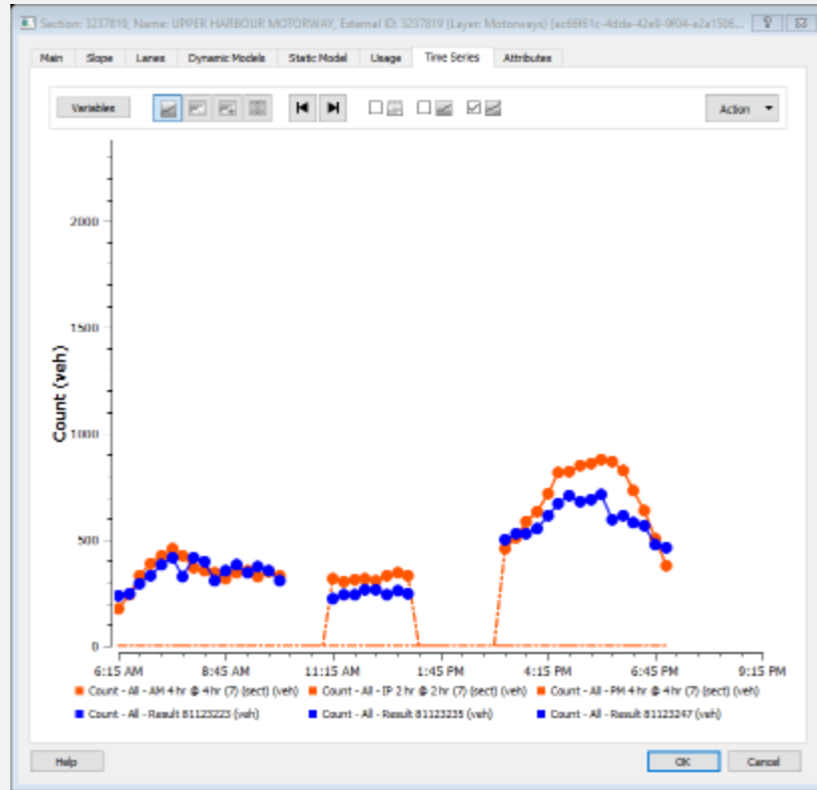 Section: 3237819, Name: UPPER HARBOUR MOTORWAY, External ID: 3237819 (Layer: Motorways)
Main Slope Lanes Dynamic Models Static Model Usage Time Series Attributes
Variables Action
2000
1500
1000
500
0
Count (veh)
6:15 AM 8:45 AM 11:15 AM 1:45 PM 4:15 PM 6:45 PM 9:15 PM
Count - All - AM 4 hr @ 4 hr (7) (sect) (veh) Count - All - IP 2 hr @ 2 hr (7) (sect) (veh) Count - All - PM 4 hr @ 4 hr (7) (sect) (veh)
Count - All - Result 81123223 (veh) Count - All - Result 81123235 (veh) Count - All - Result 81123247 (veh)
Help OK Cancel